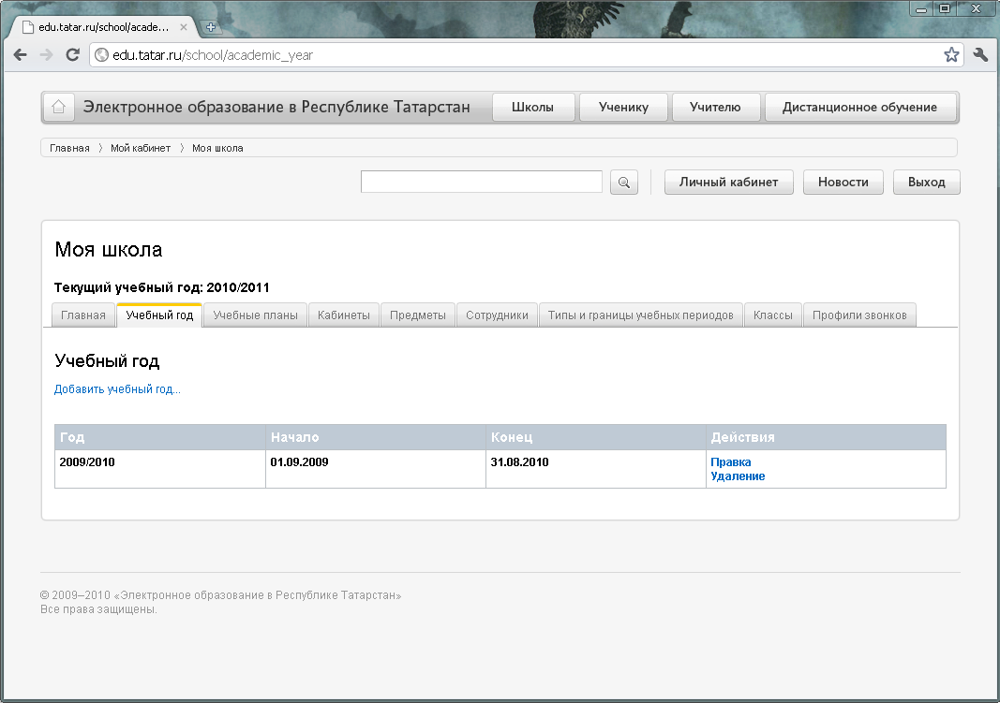 edu.tatar.ru/school/acade...
edu.tatar.ru/school/academic_year
Электронное образование в Республике Татарстан Школы Ученику Учителю Дистанционное обучение
Главная Мой кабинет Моя школа
Личный кабинет Новости Выход
Моя школа
Текущий учебный год: 2010/2011
Главная Учебный год Учебные планы Кабинеты Предметы Сотрудники Типы и границы учебных периодов Классы Профили звонков
Учебный год
Добавить учебный год...
Год Начало Конец Действия
2009/2010 01.09.2009 31.08.2010 Правка
Удаление
© 2009–2010 «Электронное образование в Республике Татарстан»
Все права защищены.